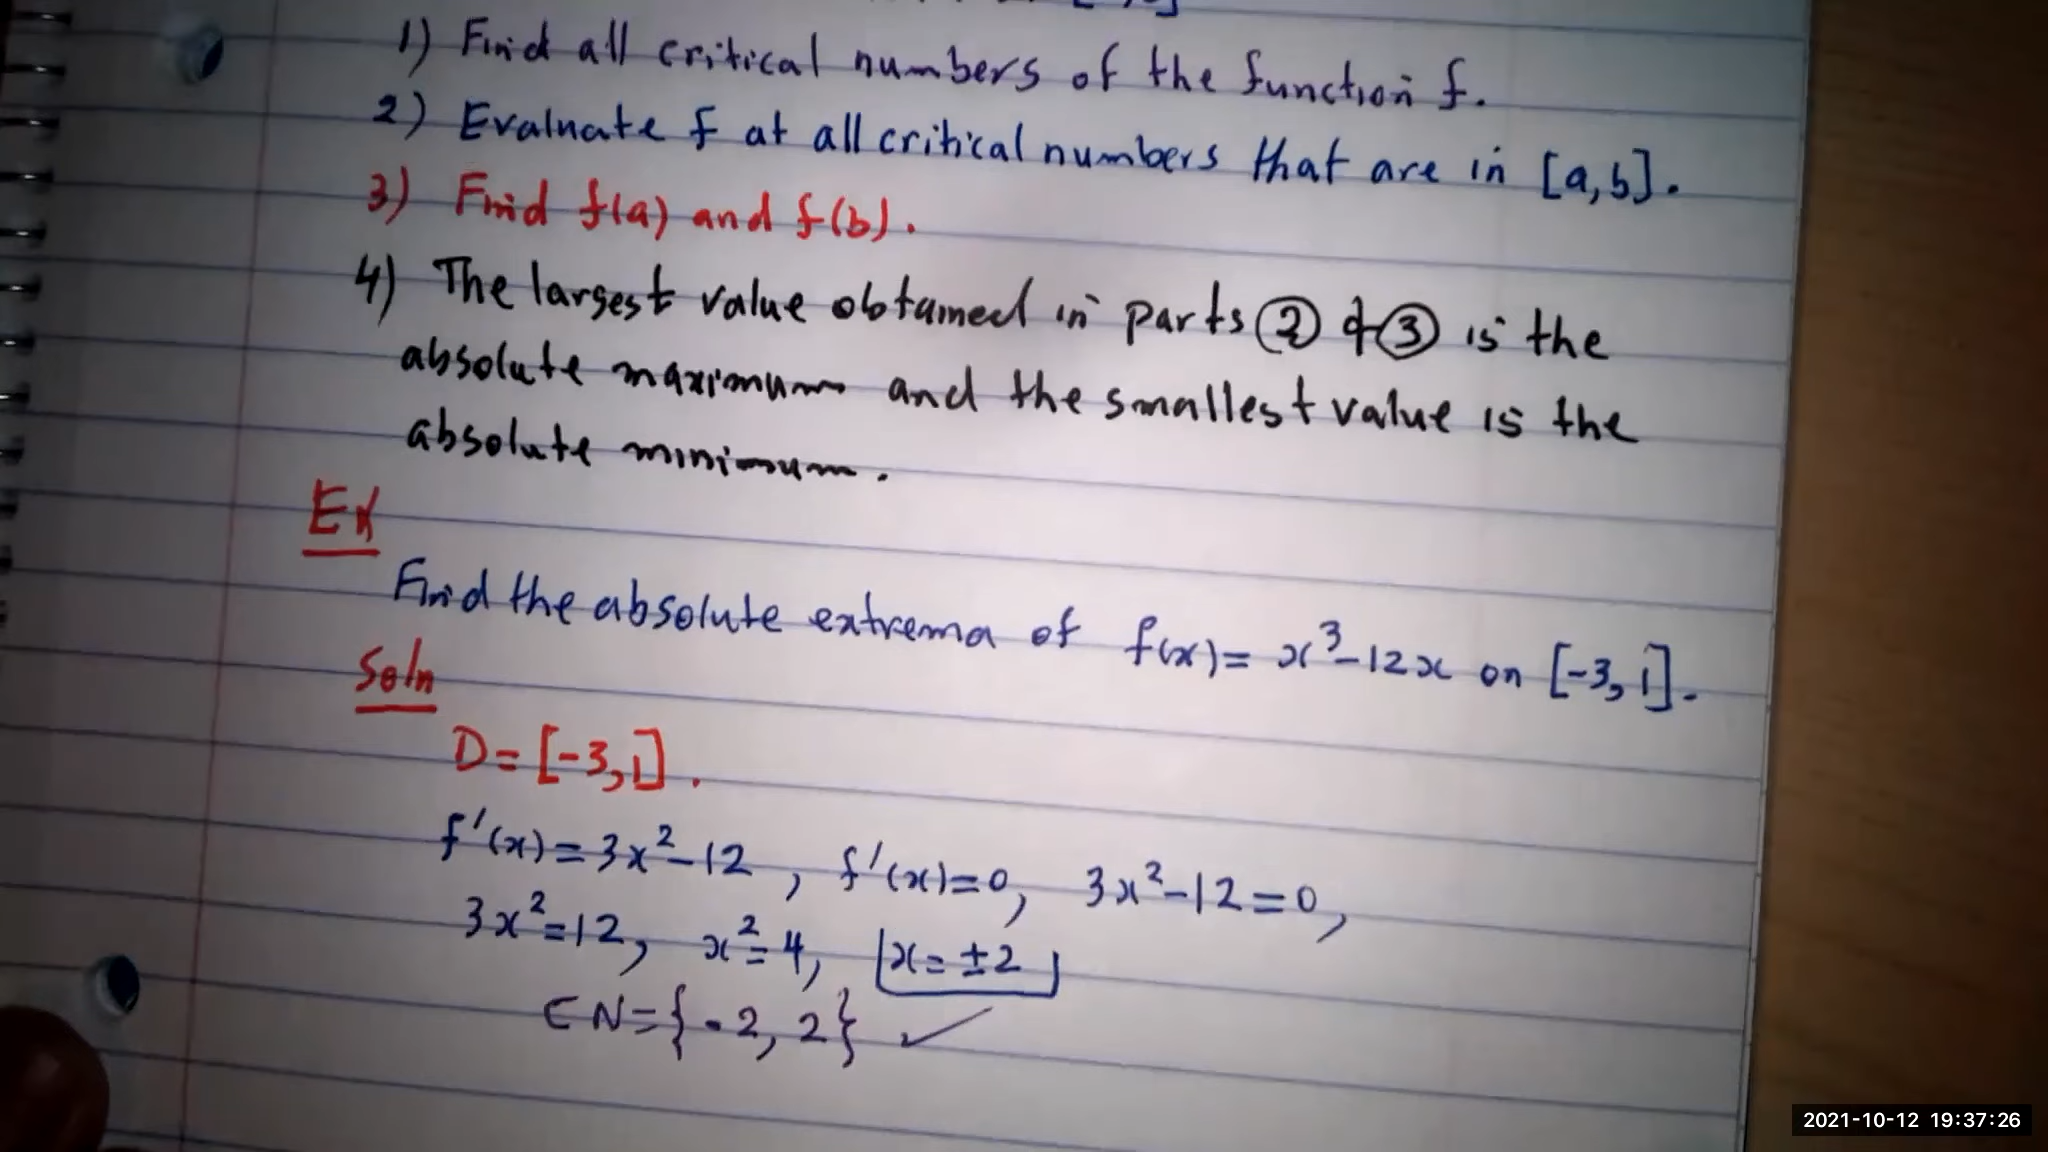 1) Find all critical numbers of the function f.
2) Evaluate f at all critical numbers that are in [a,b].
3) Find f(a) and f(b).
4) The largest value obtained in parts ② & ③ is the
absolute maximum and the smallest value is the
absolute minimum.
Ex
Find the absolute extrema of f(x)= x³-12x on [-3,1].
Soln
D=[-3,1].
f'(x)=3x²-12, f'(x)=0, 3x²-12=0,
3x²=12, x²=4, x=±2
CN={-2,2} ✓
2021-10-12 19:37:26